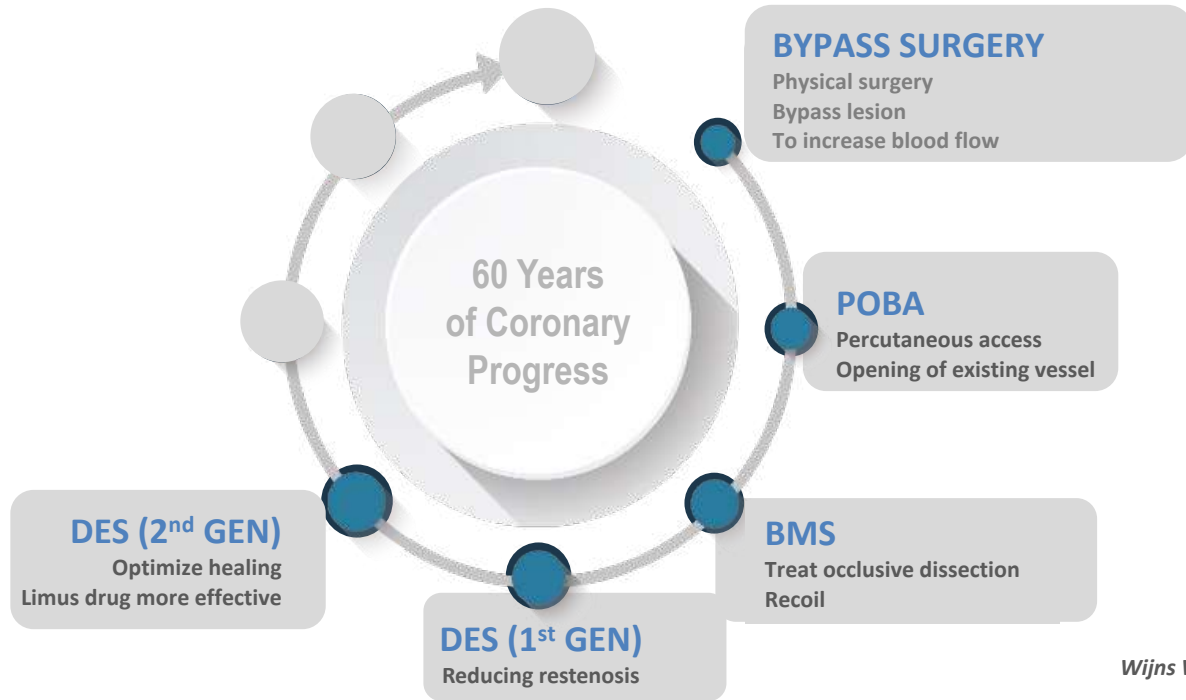 BYPASS SURGERY
Physical surgery
Bypass lesion
To increase blood flow
60 Years
of Coronary
Progress
POBA
Percutaneous access
Opening of existing vessel
BMS
Treat occlusive dissection
Recoil
DES (1st GEN)
Reducing restenosis
DES (2nd GEN)
Optimize healing
Limus drug more effective
Wijns